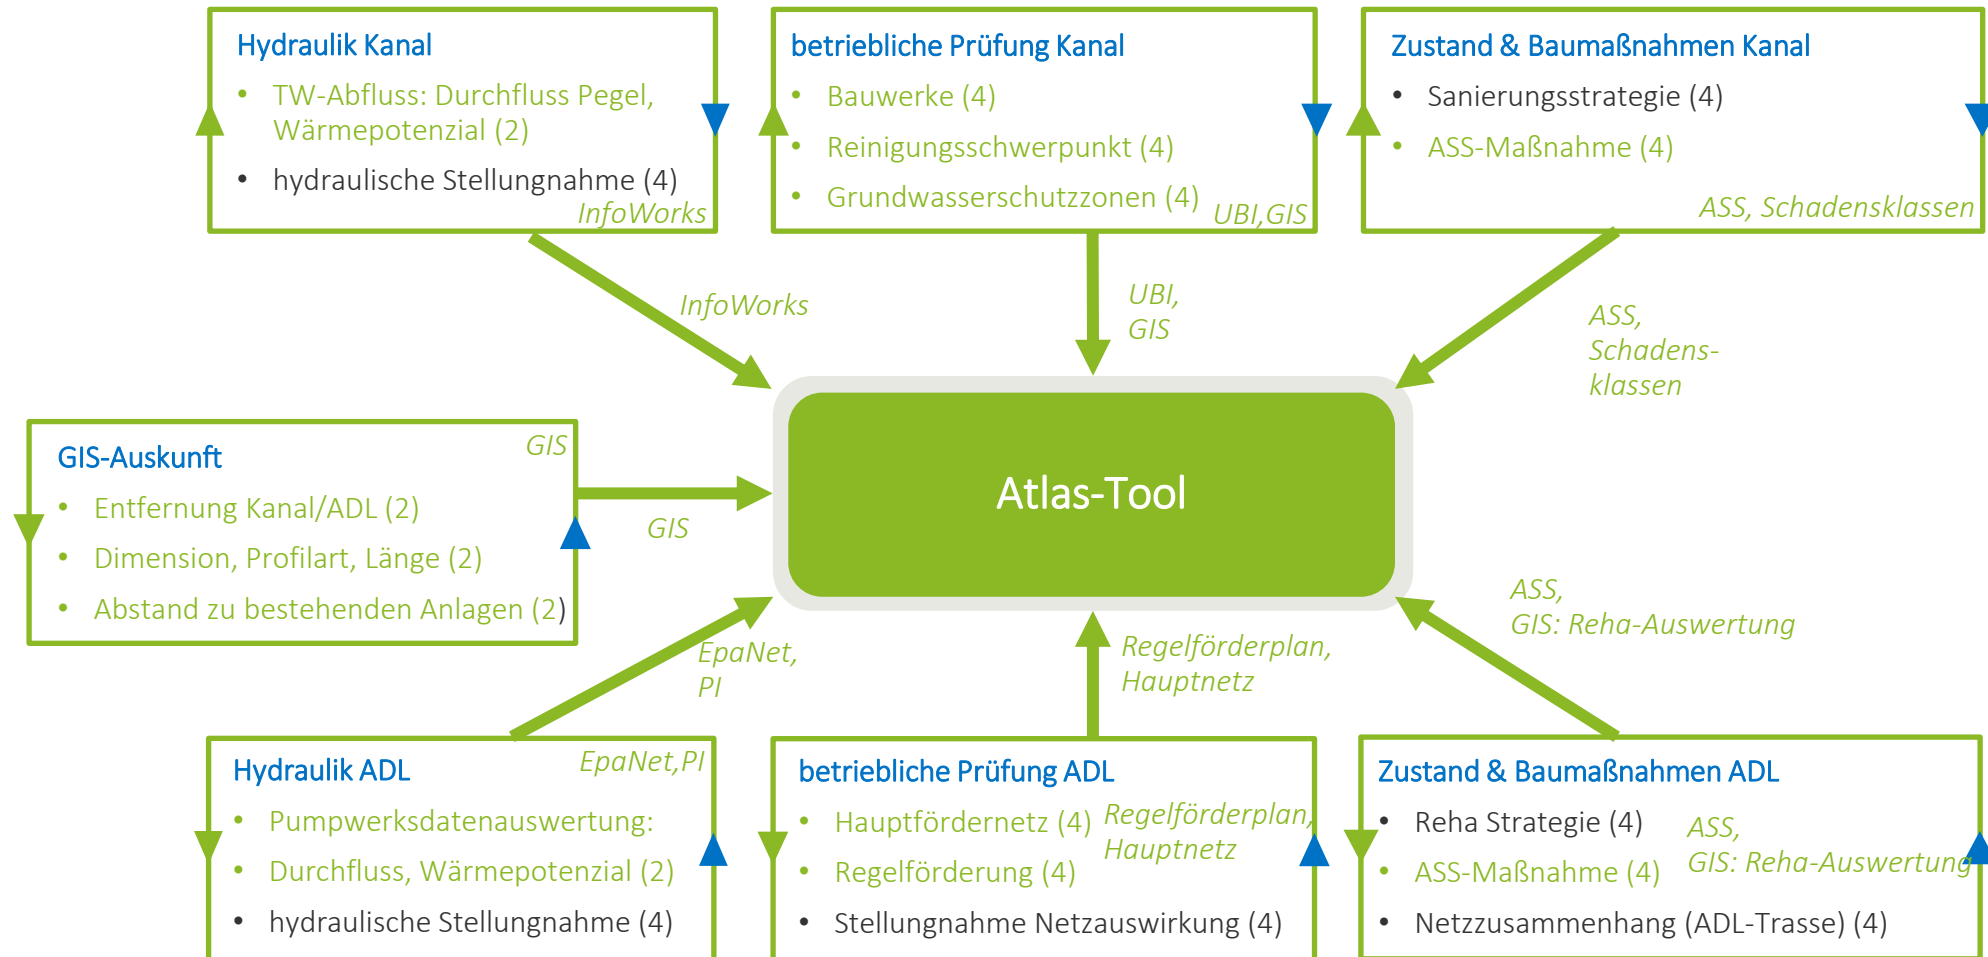 Hydraulik Kanal
• TW-Abfluss: Durchfluss Pegel,
Wärmepotenzial (2)
• hydraulische Stellungnahme (4)
InfoWorks
betriebliche Prüfung Kanal
• Bauwerke (4)
• Reinigungsschwerpunkt (4)
• Grundwasserschutzzonen (4)
UBI,GIS
Zustand & Baumaßnahmen Kanal
• Sanierungsstrategie (4)
• ASS-Maßnahme (4)
ASS, Schadensklassen
InfoWorks
UBI,
GIS
ASS,
Schadens-
klassen
GIS-Auskunft
GIS
• Entfernung Kanal/ADL (2)
• Dimension, Profilart, Länge (2)
• Abstand zu bestehenden Anlagen (2)
GIS
Atlas-Tool
EpaNet,
PI
Regelförderplan,
Hauptnetz
ASS,
GIS: Reha-Auswertung
Hydraulik ADL
EpaNet,PI
• Pumpwerksdatenauswertung:
• Durchfluss, Wärmepotenzial (2)
• hydraulische Stellungnahme (4)
betriebliche Prüfung ADL
• Hauptfördernetz (4)
Regelförderplan,
Hauptnetz
• Regelförderung (4)
• Stellungnahme Netzauswirkung (4)
Zustand & Baumaßnahmen ADL
• Reha Strategie (4)
ASS,
GIS: Reha-Auswertung
• ASS-Maßnahme (4)
• Netzzusammenhang (ADL-Trasse) (4)